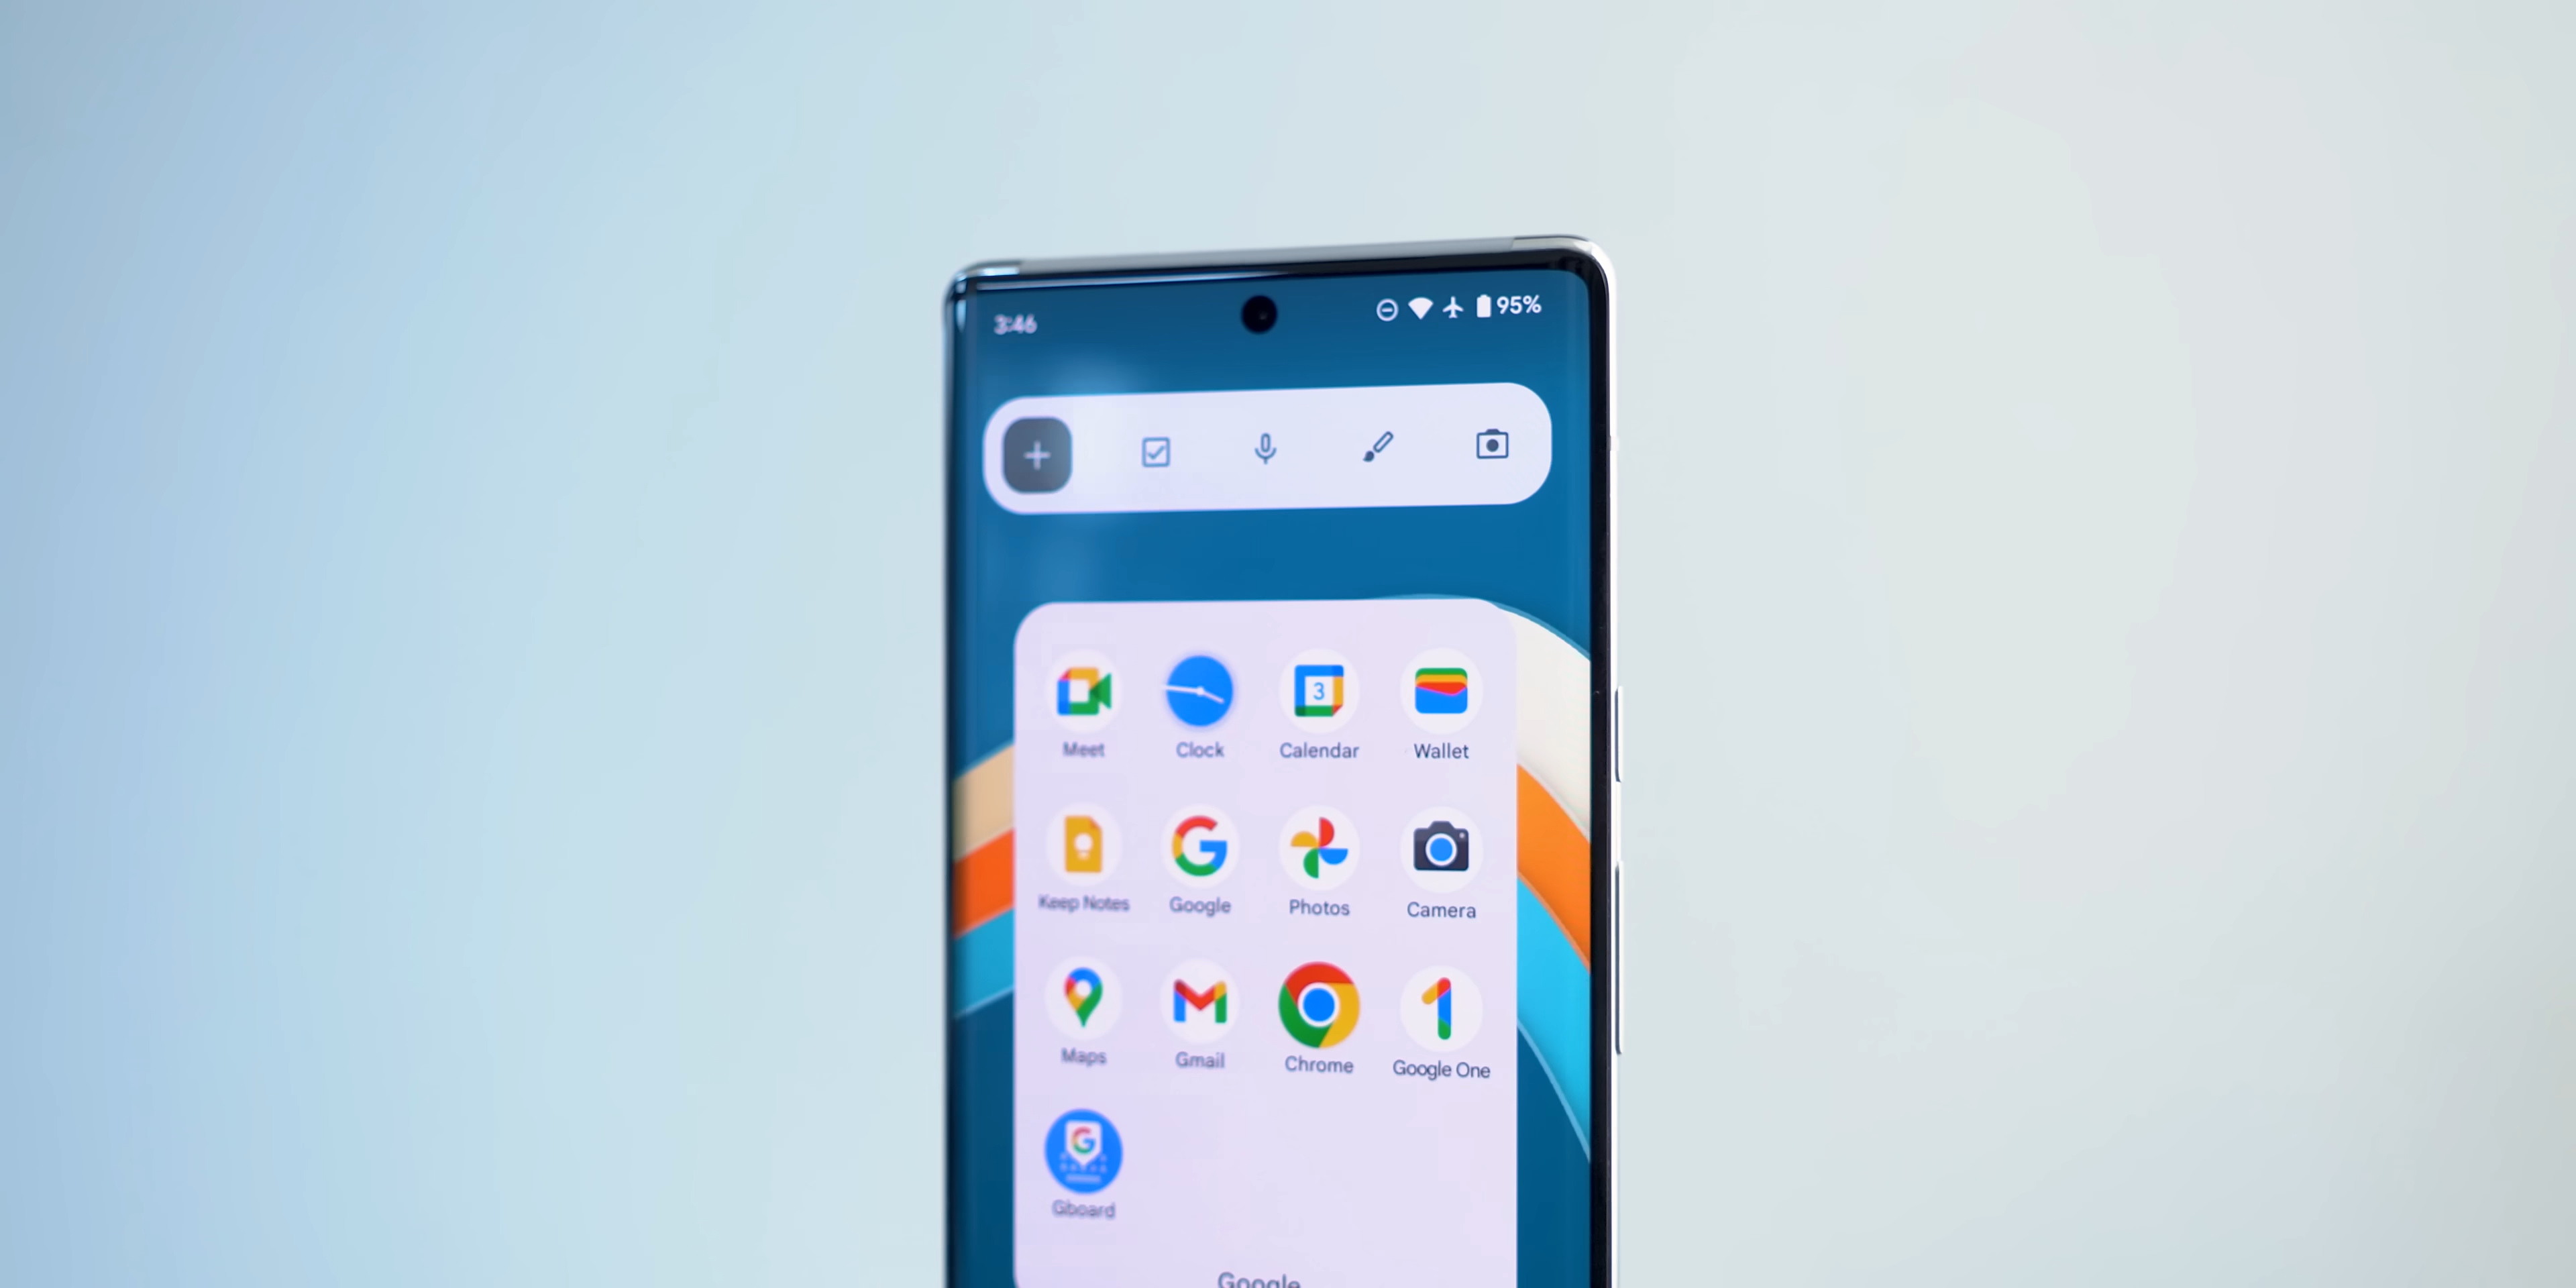 3:46 95%
3
Meet Clock Calendar Wallet
Keep Notes Google Photos Camera
Maps Gmail Chrome Google One
Gboard
Google